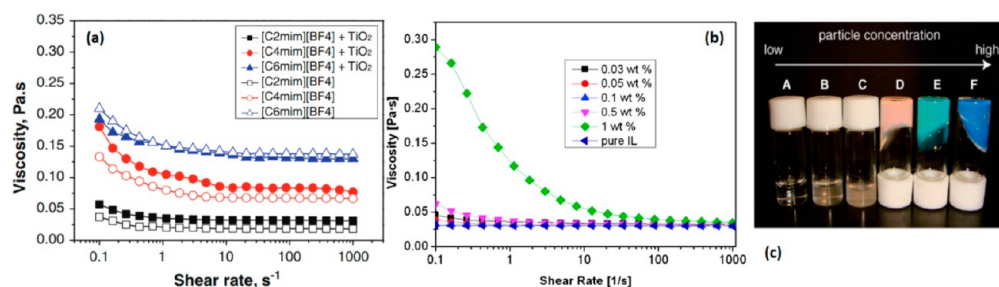 (a)
[C2mim][BF4] + TiO₂
[C4mim][BF4] + TiO₂
[C6mim][BF4] + TiO₂
[C2mim][BF4]
[C4mim][BF4]
[C6mim][BF4]
Viscosity, Pa.s
0.35
0.30
0.25
0.20
0.15
0.10
0.05
0.00
0.1 1 10 100 1000
Shear rate, s⁻¹
(b)
0.03 wt %
0.05 wt %
0.1 wt %
0.5 wt %
1 wt %
pure IL
Viscosity [Pa·s]
0.30
0.20
0.10
0.05
0.00
0.1 1 10 100 1000
Shear Rate [1/s]
particle concentration
low high
A B C D E F
(c)